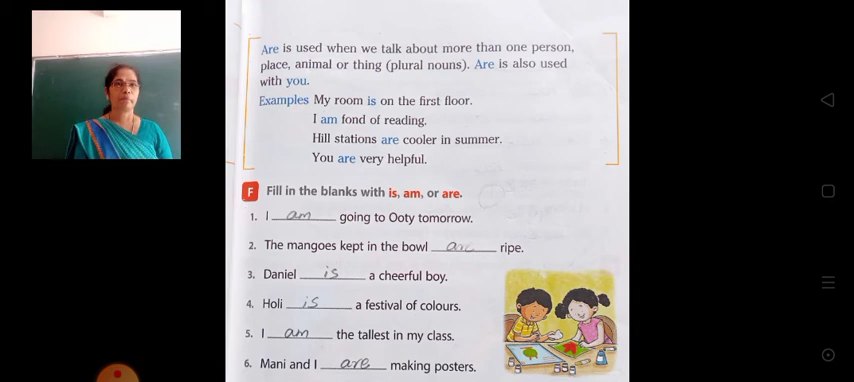 Are is used when we talk about more than one person,
place, animal or thing (plural nouns). Are is also used
with you.
Examples My room is on the first floor.
I am fond of reading.
Hill stations are cooler in summer.
You are very helpful.
F Fill in the blanks with is, am, or are.
1. I am going to Ooty tomorrow.
2. The mangoes kept in the bowl are ripe.
3. Daniel is a cheerful boy.
4. Holi is a festival of colours.
5. I am the tallest in my class.
6. Mani and I are making posters.